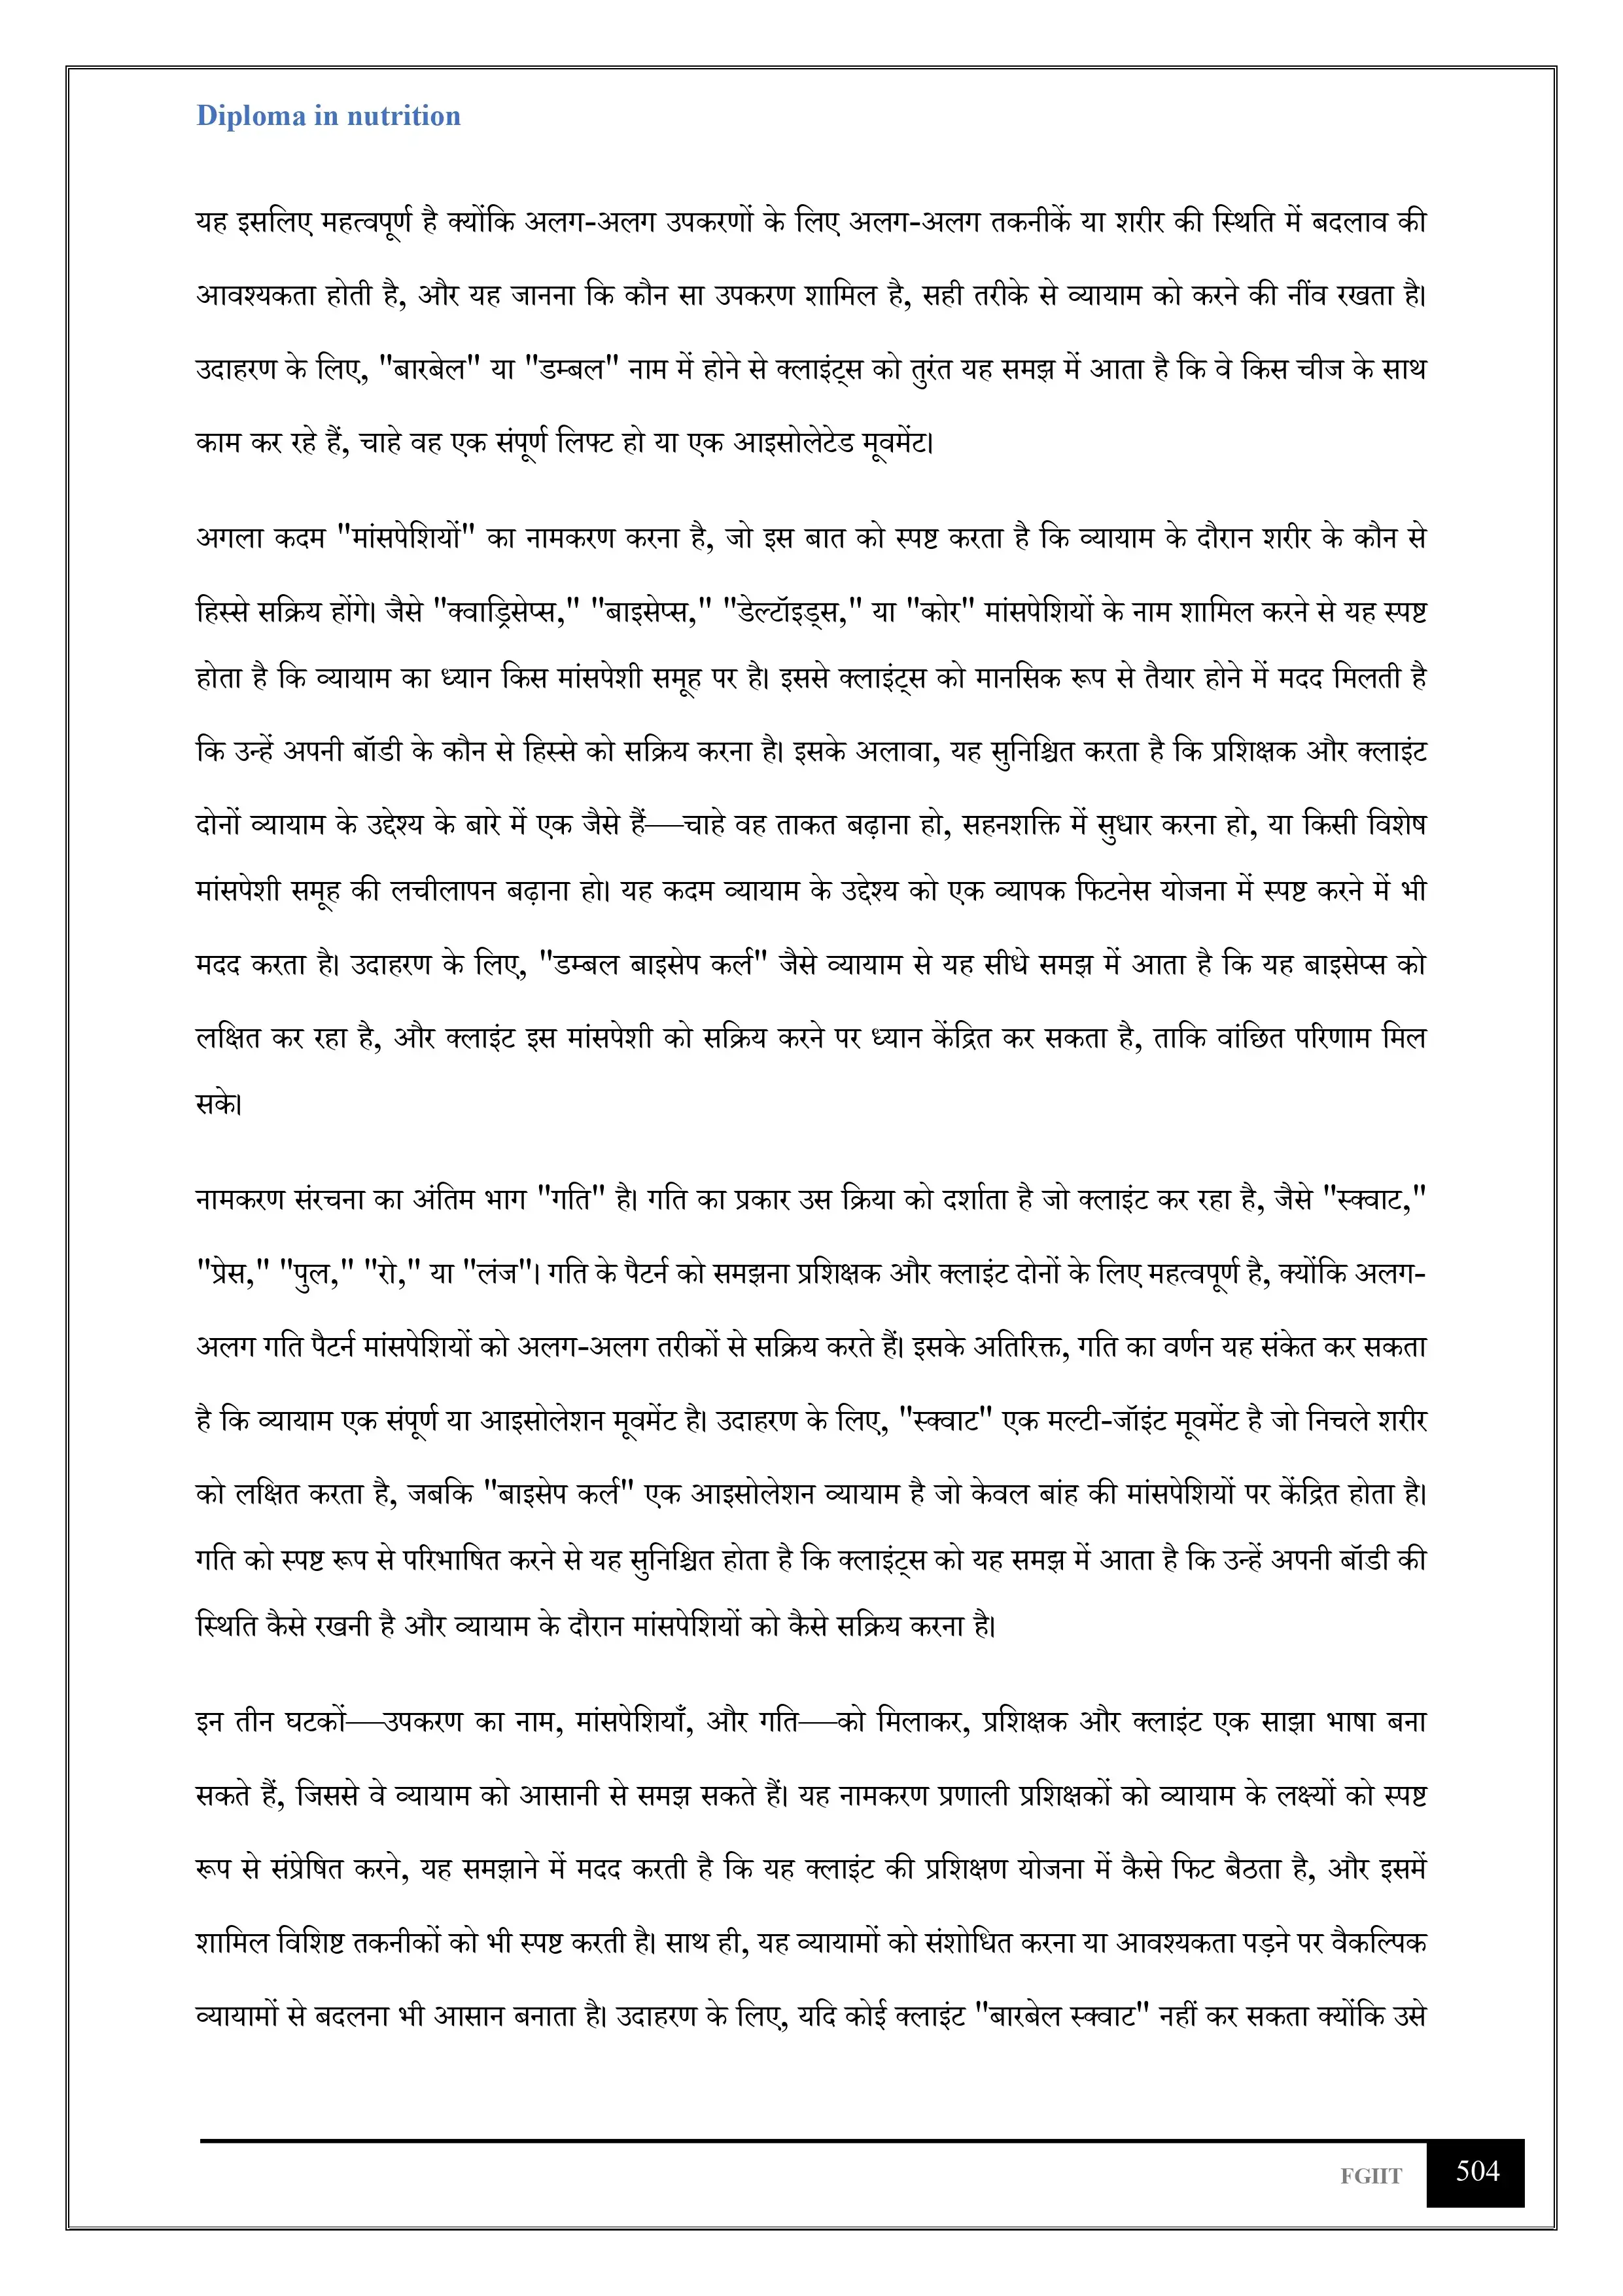 Diploma in nutrition
यह इसलिए महत्वपूर्ण है क्योंकि अलग-अलग उपकरणों के लिए अलग-अलग तकनीकें या शरीर की स्थिति में बदलाव की
आवश्यकता होती है, और यह जानना कि कौन सा उपकरण शामिल है, सही तरीके से व्यायाम को करने की नींव रखता है।
उदाहरण के लिए, "बारबेल" या "डम्बल" नाम में होने से क्लाइंट्स को तुरंत यह समझ में आता है कि वे किस चीज के साथ
काम कर रहे हैं, चाहे वह एक संपूर्ण लिफ्ट हो या एक आइसोलेटेड मूवमेंट।
अगला कदम "मांसपेशियों" का नामकरण करना है, जो इस बात को स्पष्ट करता है कि व्यायाम के दौरान शरीर के कौन से
हिस्से सक्रिय होंगे। जैसे "क्वाड्रिसेप्स," "बाइसेप्स," "डेल्टॉइड्स," या "कोर" मांसपेशियों के नाम शामिल करने से यह स्पष्ट
होता है कि व्यायाम का ध्यान किस मांसपेशी समूह पर है। इससे क्लाइंट्स को मानसिक रूप से तैयार होने में मदद मिलती है
कि उन्हें अपनी बॉडी के कौन से हिस्से को सक्रिय करना है। इसके अलावा, यह सुनिश्चित करता है कि प्रशिक्षक और क्लाइंट
दोनों व्यायाम के उद्देश्य के बारे में एक जैसे हैं—चाहे वह ताकत बढ़ाना हो, सहनशक्ति में सुधार करना हो, या किसी विशेष
मांसपेशी समूह की लचीलापन बढ़ाना हो। यह कदम व्यायाम के उद्देश्य को एक व्यापक फिटनेस योजना में स्पष्ट करने में भी
मदद करता है। उदाहरण के लिए, "डम्बल बाइसेप कर्ल" जैसे व्यायाम से यह सीधे समझ में आता है कि यह बाइसेप्स को
लक्षित कर रहा है, और क्लाइंट इस मांसपेशी को सक्रिय करने पर ध्यान केंद्रित कर सकता है, ताकि वांछित परिणाम मिल
सके।
नामकरण संरचना का अंतिम भाग "गति" है। गति का प्रकार उस क्रिया को दर्शाता है जो क्लाइंट कर रहा है, जैसे "स्क्वाट,"
"प्रेस," "पुल," "रो," या "लंज"। गति के पैटर्न को समझना प्रशिक्षक और क्लाइंट दोनों के लिए महत्वपूर्ण है, क्योंकि अलग-
अलग गति पैटर्न मांसपेशियों को अलग-अलग तरीकों से सक्रिय करते हैं। इसके अतिरिक्त, गति का वर्णन यह संकेत कर सकता
है कि व्यायाम एक संपूर्ण या आइसोलेशन मूवमेंट है। उदाहरण के लिए, "स्क्वाट" एक मल्टी-जॉइंट मूवमेंट है जो निचले शरीर
को लक्षित करता है, जबकि "बाइसेप कर्ल" एक आइसोलेशन व्यायाम है जो केवल बांह की मांसपेशियों पर केंद्रित होता है।
गति को स्पष्ट रूप से परिभाषित करने से यह सुनिश्चित होता है कि क्लाइंट्स को यह समझ में आता है कि उन्हें अपनी बॉडी की
स्थिति कैसे रखनी है और व्यायाम के दौरान मांसपेशियों को कैसे सक्रिय करना है।
इन तीन घटकों—उपकरण का नाम, मांसपेशियाँ, और गति—को मिलाकर, प्रशिक्षक और क्लाइंट एक साझा भाषा बना
सकते हैं, जिससे वे व्यायाम को आसानी से समझ सकते हैं। यह नामकरण प्रणाली प्रशिक्षकों को व्यायाम के लक्ष्यों को स्पष्ट
रूप से संप्रेषित करने, यह समझाने में मदद करती है कि यह क्लाइंट की प्रशिक्षण योजना में कैसे फिट बैठता है, और इसमें
शामिल विशिष्ट तकनीकों को भी स्पष्ट करती है। साथ ही, यह व्यायामों को संशोधित करना या आवश्यकता पड़ने पर वैकल्पिक
व्यायामों से बदलना भी आसान बनाता है। उदाहरण के लिए, यदि कोई क्लाइंट "बारबेल स्क्वाट" नहीं कर सकता क्योंकि उसे
FGIIT 504